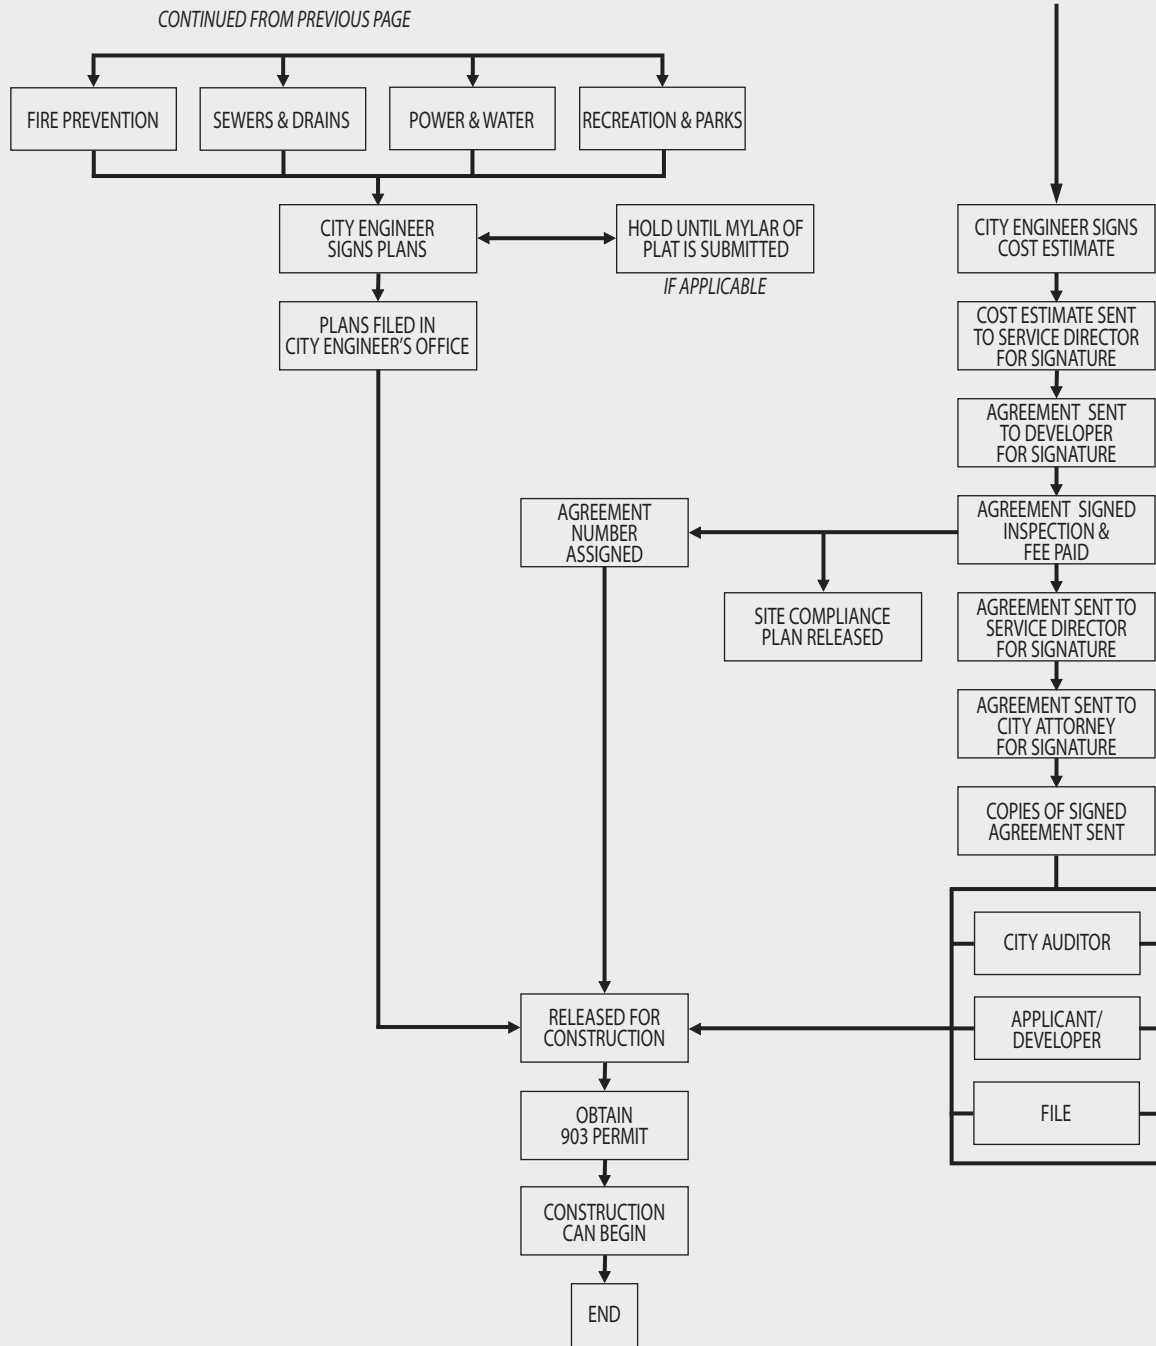 CONTINUED FROM PREVIOUS PAGE
FIRE PREVENTION
SEWERS & DRAINS
POWER & WATER
RECREATION & PARKS
CITY ENGINEER
SIGNS PLANS
HOLD UNTIL MYLAR OF
PLAT IS SUBMITTED
IF APPLICABLE
PLANS FILED IN
CITY ENGINEER'S OFFICE
CITY ENGINEER SIGNS
COST ESTIMATE
COST ESTIMATE SENT
TO SERVICE DIRECTOR
FOR SIGNATURE
AGREEMENT SENT
TO DEVELOPER
FOR SIGNATURE
AGREEMENT SIGNED
INSPECTION &
FEE PAID
AGREEMENT
NUMBER
ASSIGNED
SITE COMPLIANCE
PLAN RELEASED
AGREEMENT SENT TO
SERVICE DIRECTOR
FOR SIGNATURE
AGREEMENT SENT TO
CITY ATTORNEY
FOR SIGNATURE
COPIES OF SIGNED
AGREEMENT SENT
CITY AUDITOR
APPLICANT/
DEVELOPER
FILE
RELEASED FOR
CONSTRUCTION
OBTAIN
903 PERMIT
CONSTRUCTION
CAN BEGIN
END